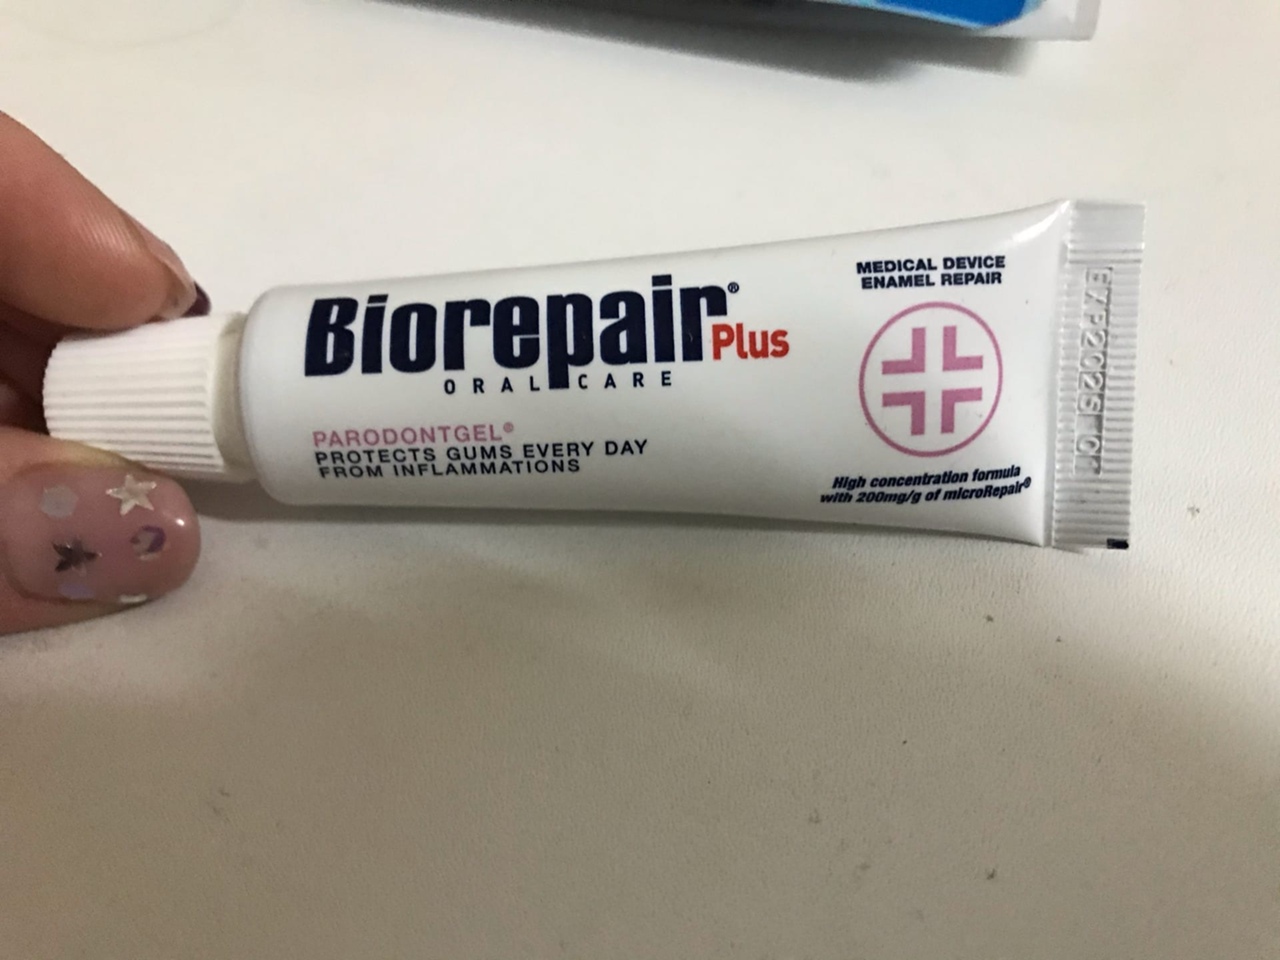 Biorepair®
Plus
ORAL CARE
PARODONTGEL®
PROTECTS GUMS EVERY DAY
FROM INFLAMMATIONS
MEDICAL DEVICE
ENAMEL REPAIR
High concentration formula
with 200mg/g of microRepair®